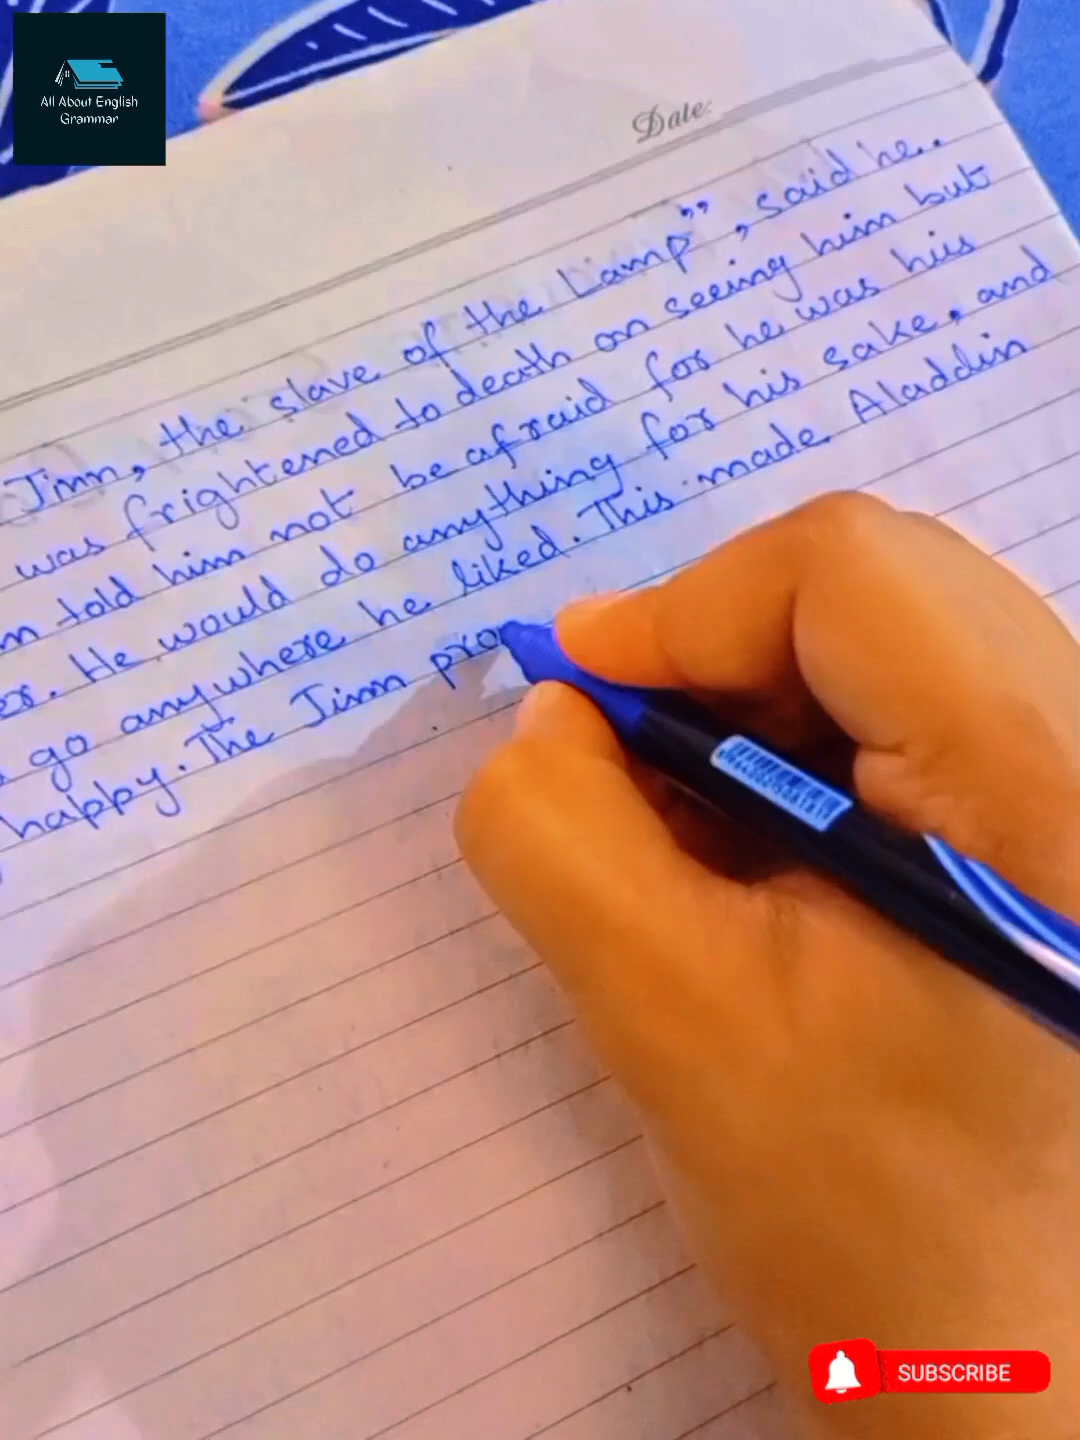 All About English
Grammar
Date:
Jinn, the slave of the Lamp", said he..
was frightened to death on seeing him but
told him not be afraid for he was his
He would do anything for his sake, and
go anywhere he liked. This made Aladdin
happy. The Jinn pro
SUBSCRIBE